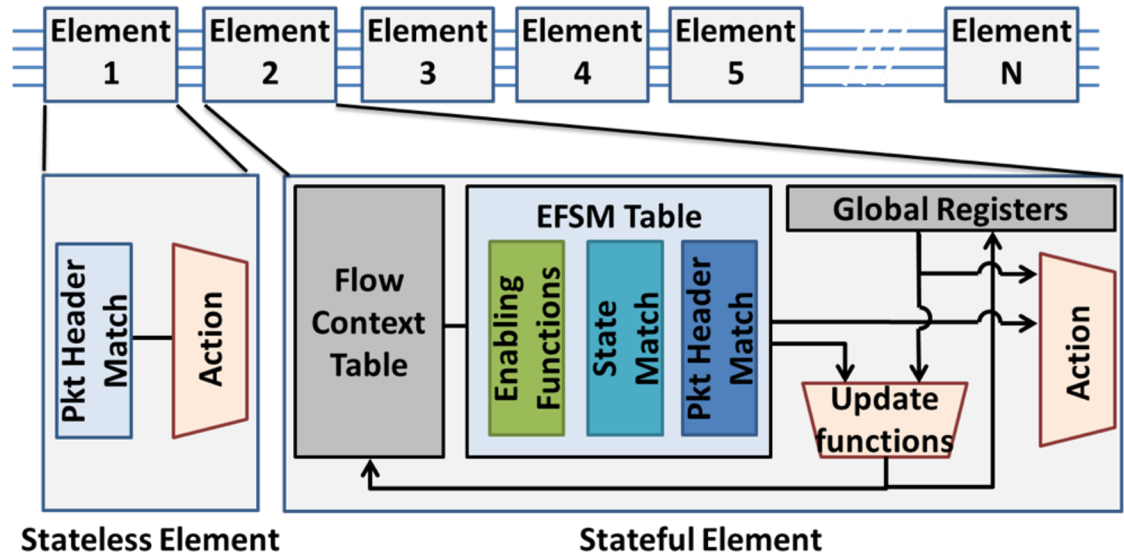 Element
1
Element
2
Element
3
Element
4
Element
5
Element
N
Pkt Header
Match
Action
Stateless Element
Flow
Context
Table
EFSM Table
Enabling
Functions
State
Match
Pkt Header
Match
Global Registers
Update
functions
Action
Stateful Element